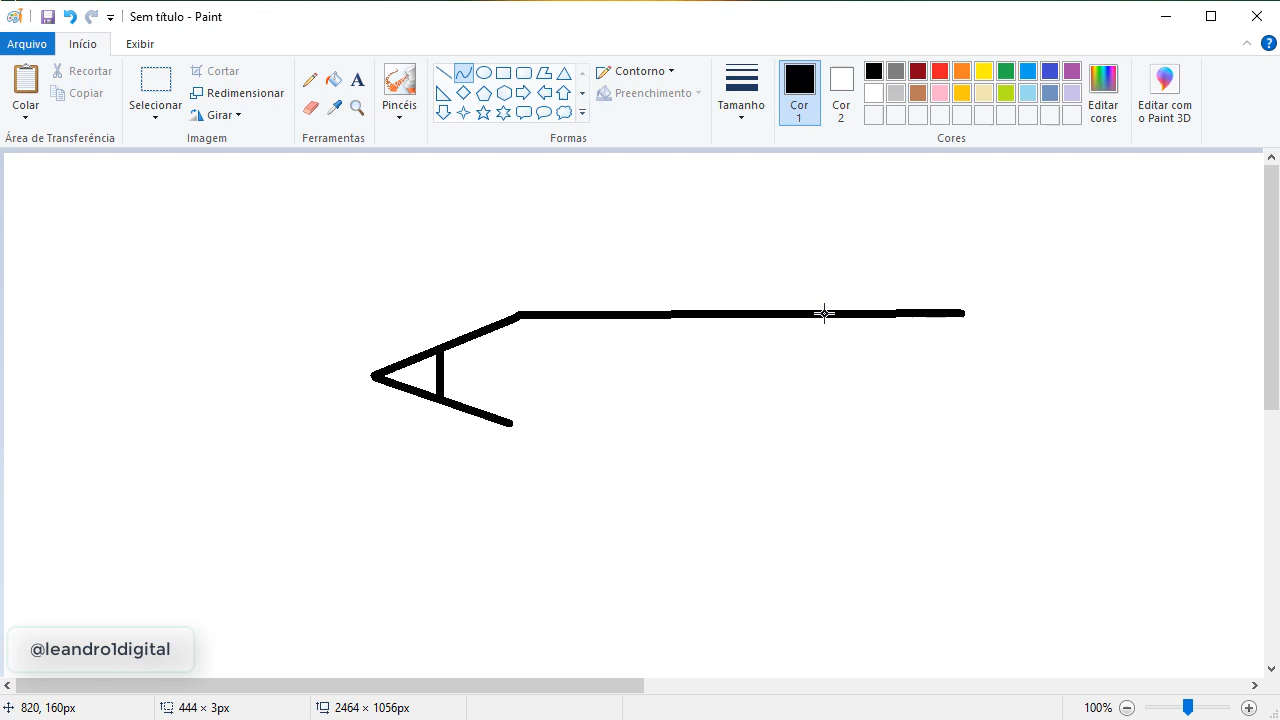 Sem título - Paint
Arquivo Início Exibir
Colar
Recortar
Copiar
Área de Transferência
Selecionar
Cortar
Redimensionar
Girar
Imagem
A
Ferramentas
Pincéis
Contorno
Preenchimento
Formas
Tamanho
Cor
1
Cor
2
Editar
cores
Cores
Editar com
o Paint 3D
@leandro1digital
820, 160px 444 × 3px 2464 × 1056px 100%